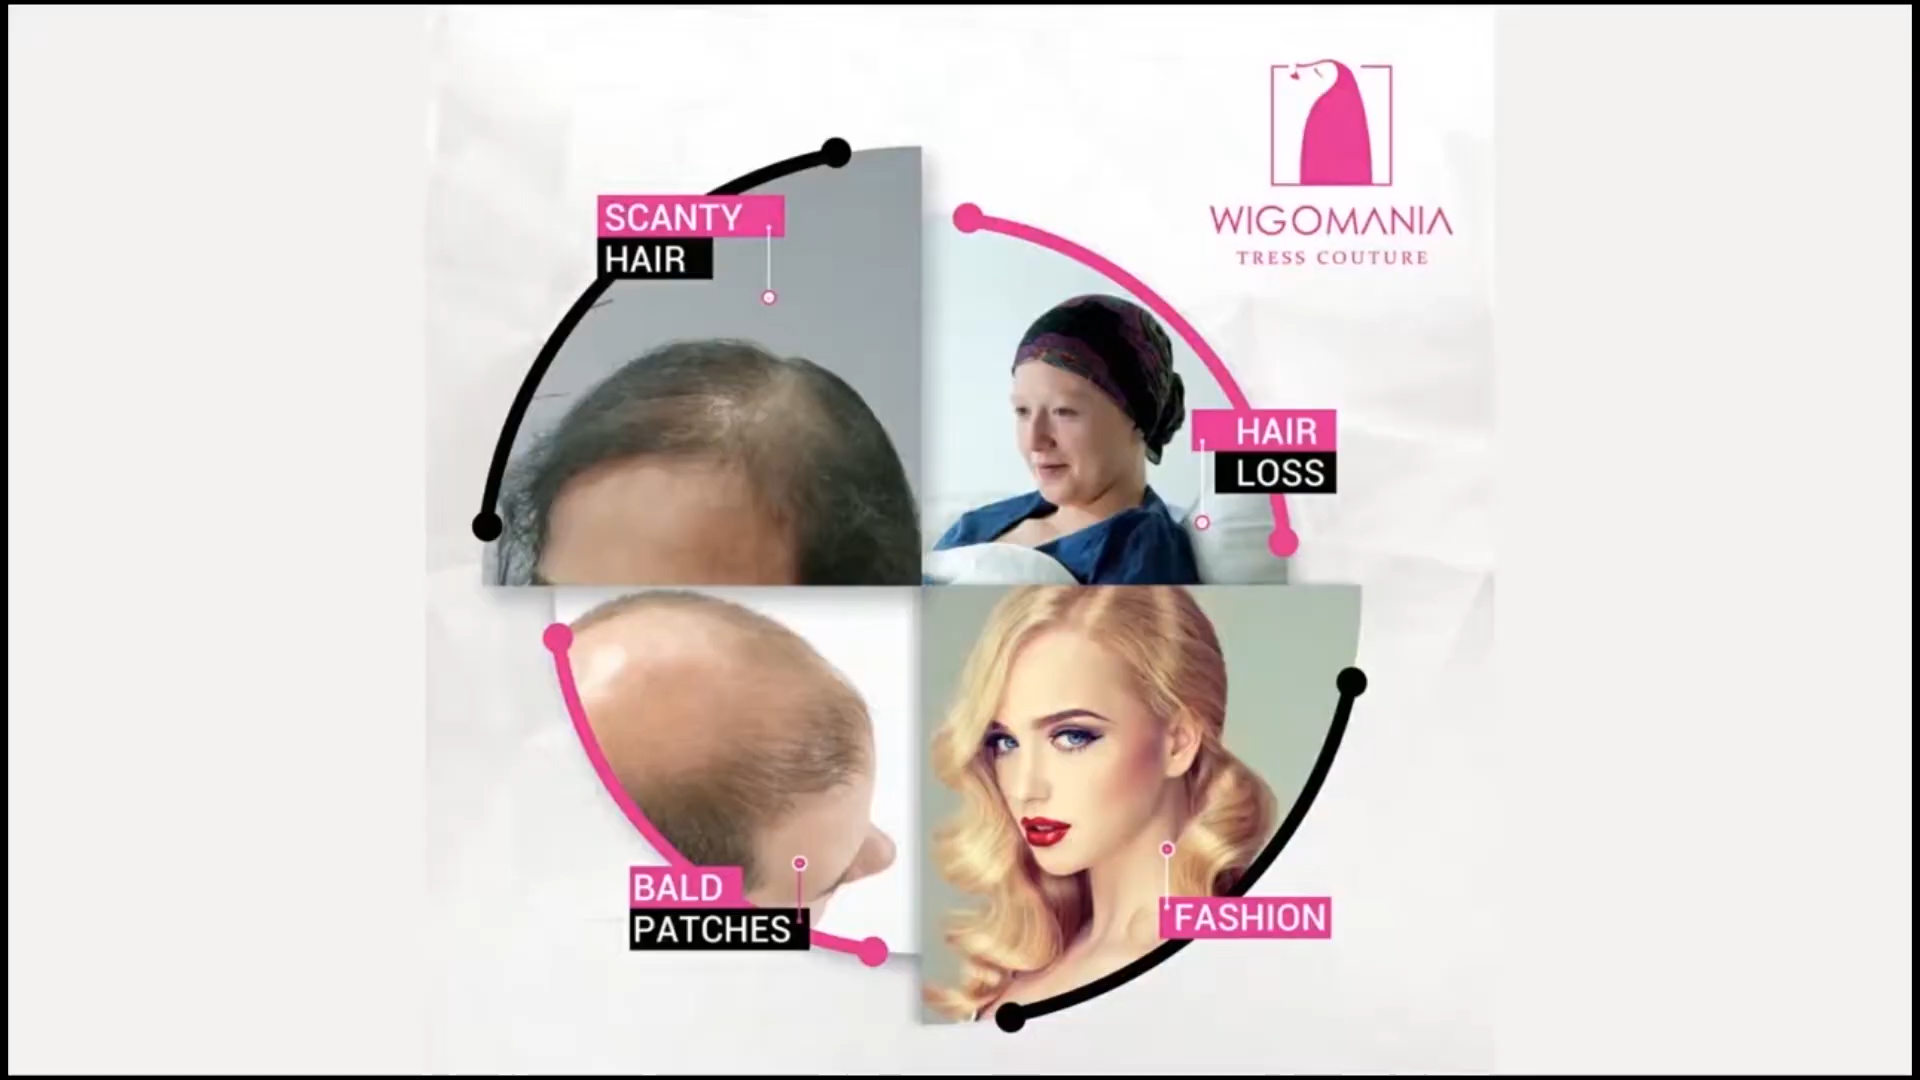 WIGOMANIA
TRESS COUTURE
SCANTY
HAIR
HAIR
LOSS
BALD
PATCHES
FASHION